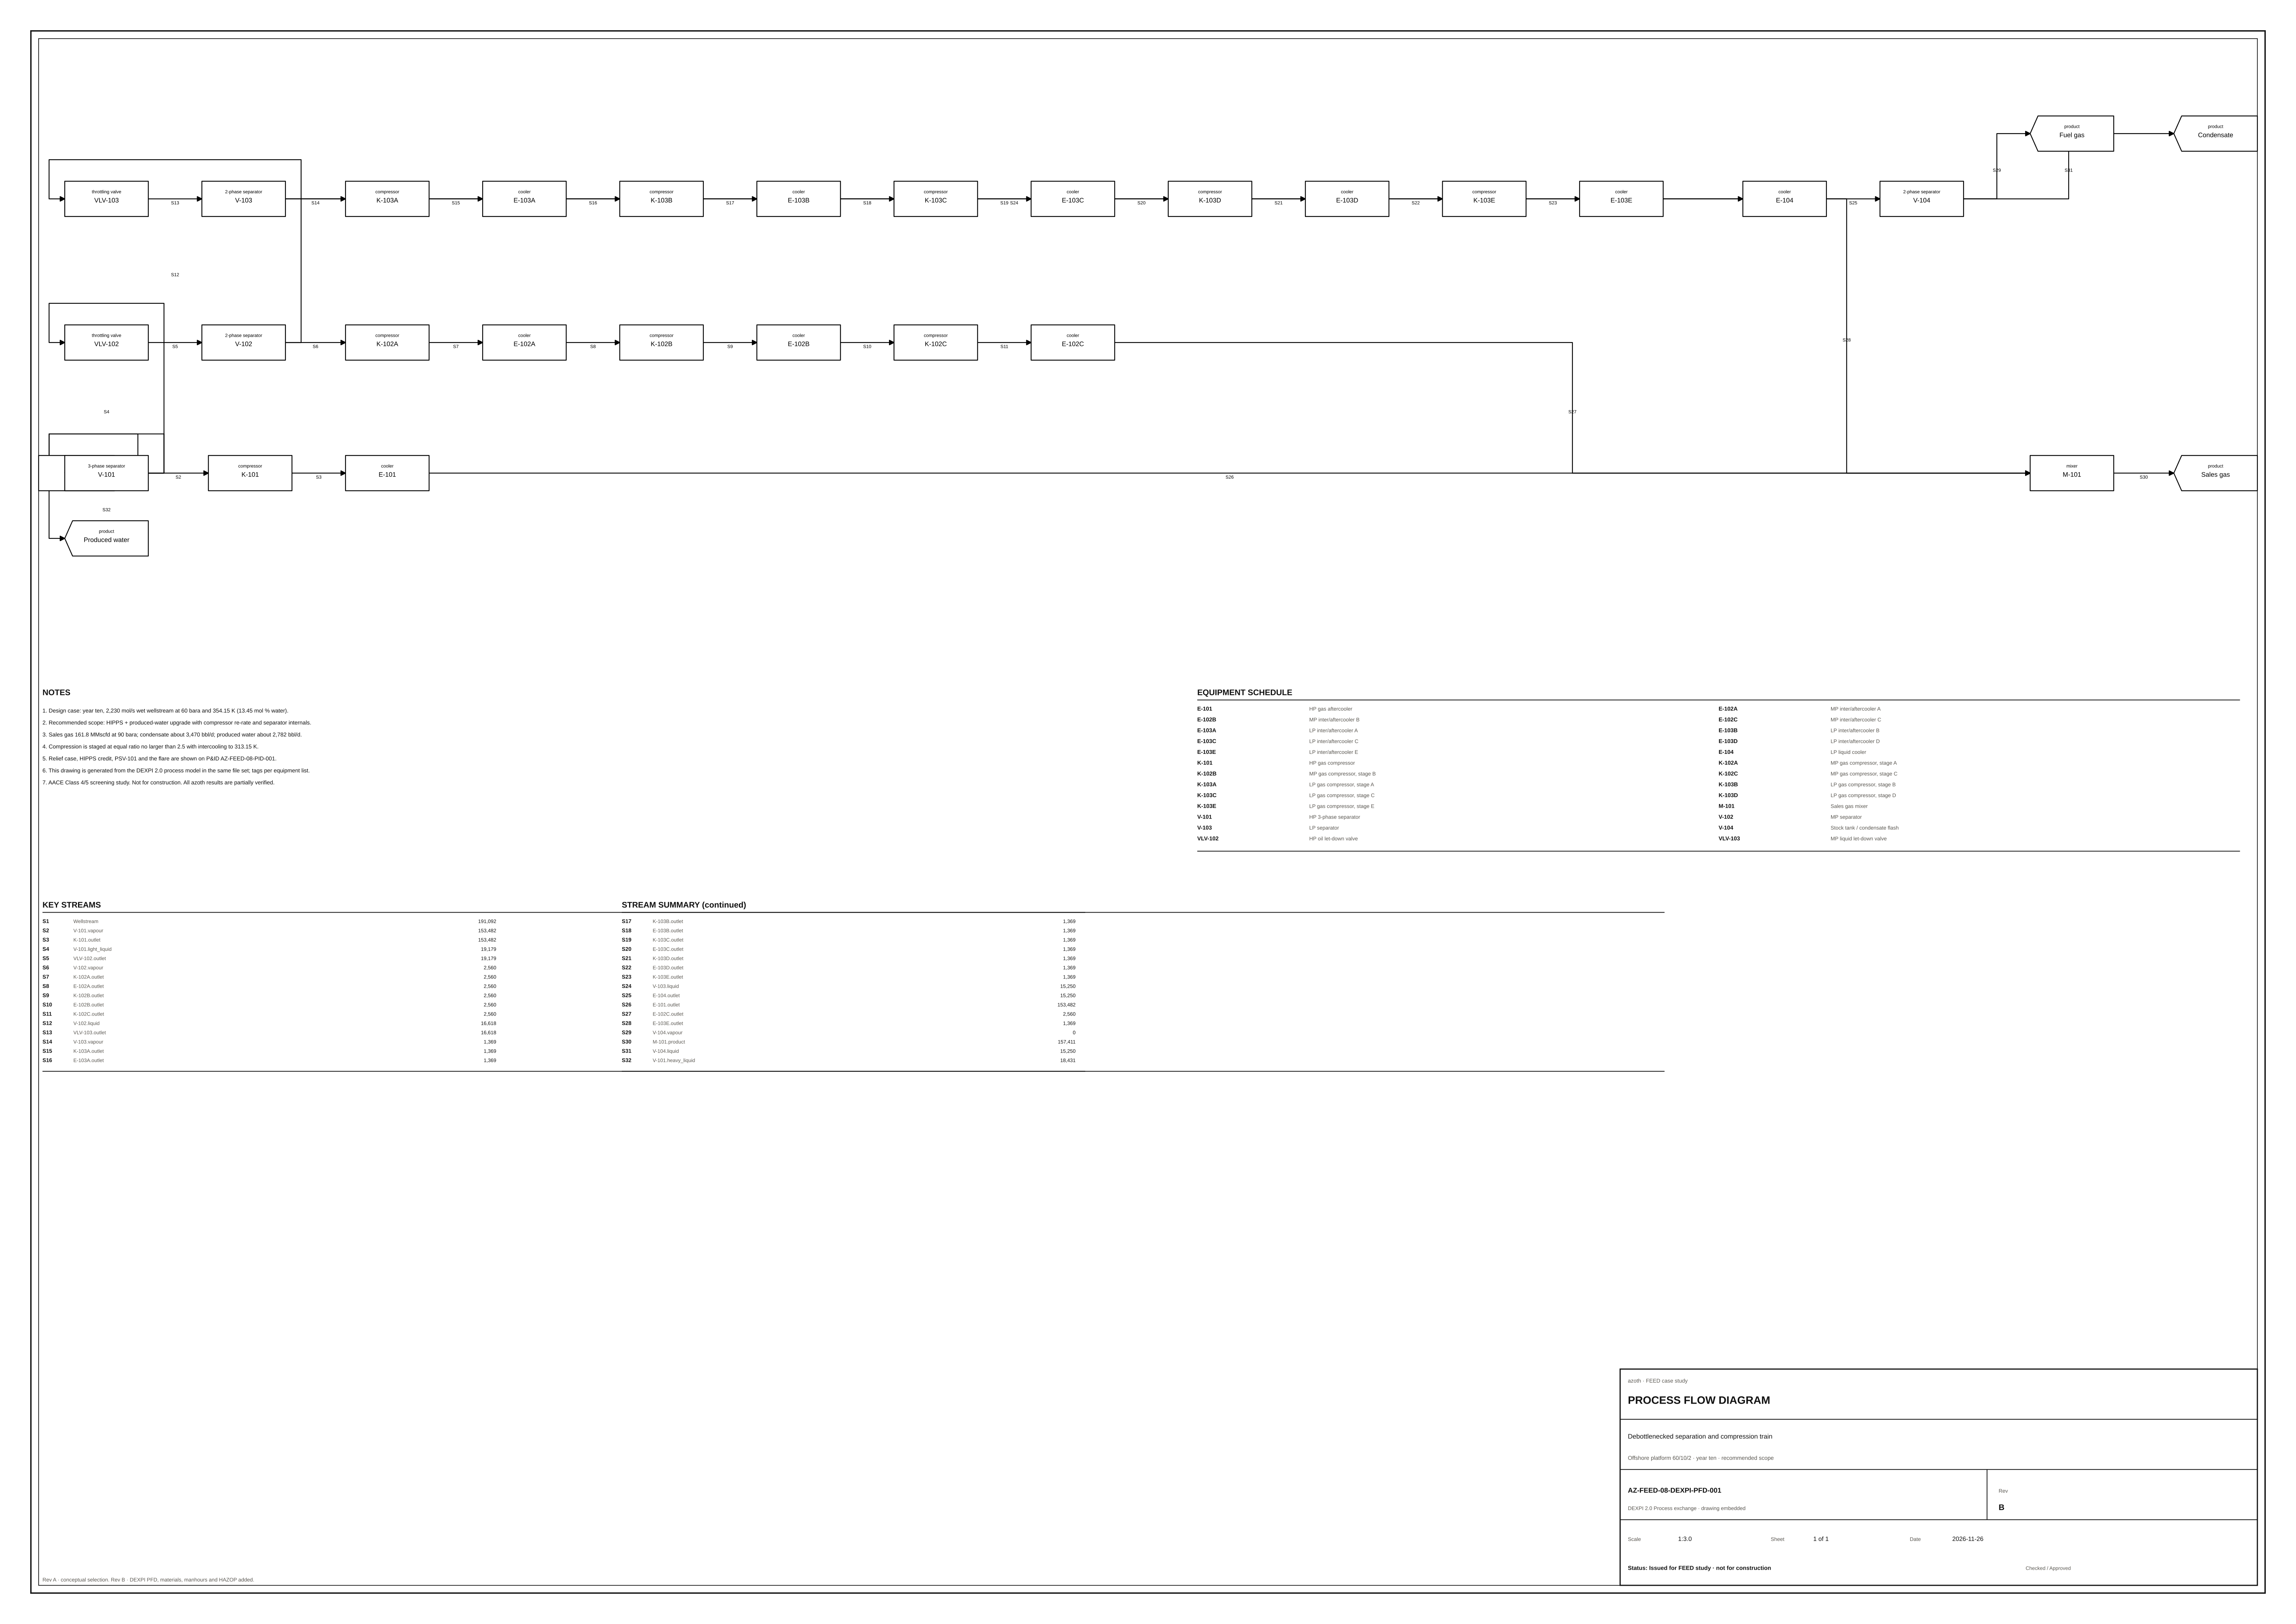 product
Fuel gas
product
Condensate
S29
S31
throttling valve
VLV-103
S13
2-phase separator
V-103
S14
compressor
K-103A
S15
cooler
E-103A
S16
compressor
K-103B
S17
cooler
E-103B
S18
compressor
K-103C
S19 S24
cooler
E-103C
S20
compressor
K-103D
S21
cooler
E-103D
S22
compressor
K-103E
S23
cooler
E-103E
cooler
E-104
S25
2-phase separator
V-104
S12
throttling valve
VLV-102
S5
2-phase separator
V-102
S6
compressor
K-102A
S7
cooler
E-102A
S8
compressor
K-102B
S9
cooler
E-102B
S10
compressor
K-102C
S11
cooler
E-102C
S28
S4
S27
3-phase separator
V-101
S2
compressor
K-101
S3
cooler
E-101
S26
mixer
M-101
S30
product
Sales gas
S32
product
Produced water
NOTES
1. Design case: year ten, 2,230 mol/s wet wellstream at 60 bara and 354.15 K (13.45 mol % water).
2. Recommended scope: HIPPS + produced-water upgrade with compressor re-rate and separator internals.
3. Sales gas 161.8 MMscfd at 90 bara; condensate about 3,470 bbl/d; produced water about 2,782 bbl/d.
4. Compression is staged at equal ratio no larger than 2.5 with intercooling to 313.15 K.
5. Relief case, HIPPS credit, PSV-101 and the flare are shown on P&ID AZ-FEED-08-PID-001.
6. This drawing is generated from the DEXPI 2.0 process model in the same file set; tags per equipment list.
7. AACE Class 4/5 screening study. Not for construction. All azoth results are partially verified.
EQUIPMENT SCHEDULE
E-101 HP gas aftercooler E-102A MP inter/aftercooler A
E-102B MP inter/aftercooler B E-102C MP inter/aftercooler C
E-103A LP inter/aftercooler A E-103B LP inter/aftercooler B
E-103C LP inter/aftercooler C E-103D LP inter/aftercooler D
E-103E LP inter/aftercooler E E-104 LP liquid cooler
K-101 HP gas compressor K-102A MP gas compressor, stage A
K-102B MP gas compressor, stage B K-102C MP gas compressor, stage C
K-103A LP gas compressor, stage A K-103B LP gas compressor, stage B
K-103C LP gas compressor, stage C K-103D LP gas compressor, stage D
K-103E LP gas compressor, stage E M-101 Sales gas mixer
V-101 HP 3-phase separator V-102 MP separator
V-103 LP separator V-104 Stock tank / condensate flash
VLV-102 HP oil let-down valve VLV-103 MP liquid let-down valve
KEY STREAMS
S1 Wellstream 191,092
S2 V-101.vapour 153,482
S3 K-101.outlet 153,482
S4 V-101.light_liquid 19,179
S5 VLV-102.outlet 19,179
S6 V-102.vapour 2,560
S7 K-102A.outlet 2,560
S8 E-102A.outlet 2,560
S9 K-102B.outlet 2,560
S10 E-102B.outlet 2,560
S11 K-102C.outlet 2,560
S12 V-102.liquid 16,618
S13 VLV-103.outlet 16,618
S14 V-103.vapour 1,369
S15 K-103A.outlet 1,369
S16 E-103A.outlet 1,369
STREAM SUMMARY (continued)
S17 K-103B.outlet 1,369
S18 E-103B.outlet 1,369
S19 K-103C.outlet 1,369
S20 E-103C.outlet 1,369
S21 K-103D.outlet 1,369
S22 E-103D.outlet 1,369
S23 K-103E.outlet 1,369
S24 V-103.liquid 15,250
S25 E-104.outlet 15,250
S26 E-101.outlet 153,482
S27 E-102C.outlet 2,560
S28 E-103E.outlet 1,369
S29 V-104.vapour 0
S30 M-101.product 157,411
S31 V-104.liquid 15,250
S32 V-101.heavy_liquid 18,431
azoth · FEED case study
PROCESS FLOW DIAGRAM
Debottlenecked separation and compression train
Offshore platform 60/10/2 · year ten · recommended scope
AZ-FEED-08-DEXPI-PFD-001
DEXPI 2.0 Process exchange · drawing embedded
Rev
B
Scale 1:3.0 Sheet 1 of 1 Date 2026-11-26
Status: Issued for FEED study · not for construction
Checked / Approved
Rev A · conceptual selection. Rev B · DEXPI PFD, materials, manhours and HAZOP added.